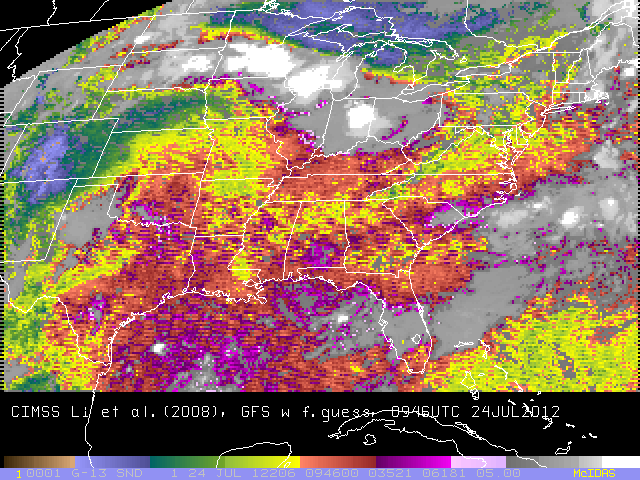 CIMSS Li et al.(2008), GFS w f.guess, 0946UTC 24JUL2012
i0001 G-13 SND 1 24 JUL 12206 094600 03521 06181 05.00 McIDAS